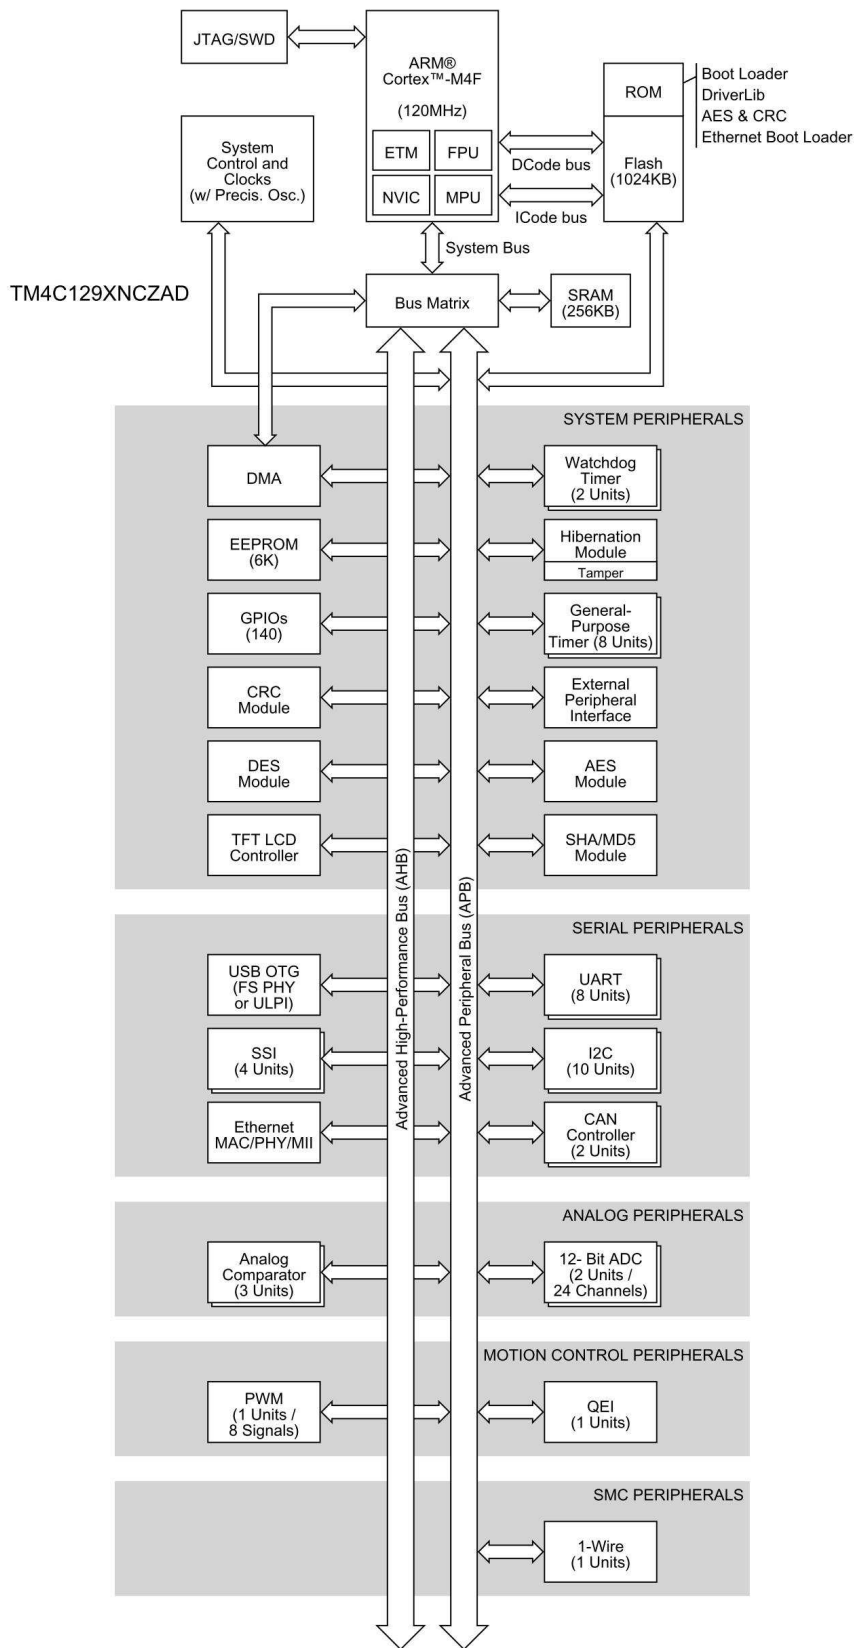 JTAG/SWD
ARM®
Cortex™-M4F
(120MHz)
ETM
FPU
NVIC
MPU
ROM
Flash
(1024KB)
Boot Loader
DriverLib
AES & CRC
Ethernet Boot Loader
System
Control and
Clocks
(w/ Precis. Osc.)
DCode bus
ICode bus
System Bus
TM4C129XNCZAD
Bus Matrix
SRAM
(256KB)
SYSTEM PERIPHERALS
DMA
Watchdog
Timer
(2 Units)
EEPROM
(6K)
Hibernation
Module
Tamper
GPIOs
(140)
General-
Purpose
Timer (8 Units)
CRC
Module
External
Peripheral
Interface
DES
Module
AES
Module
TFT LCD
Controller
SHA/MD5
Module
Advanced High-Performance Bus (AHB)
Advanced Peripheral Bus (APB)
SERIAL PERIPHERALS
USB OTG
(FS PHY
or ULPI)
UART
(8 Units)
SSI
(4 Units)
I2C
(10 Units)
Ethernet
MAC/PHY/MII
CAN
Controller
(2 Units)
ANALOG PERIPHERALS
Analog
Comparator
(3 Units)
12- Bit ADC
(2 Units /
24 Channels)
MOTION CONTROL PERIPHERALS
PWM
(1 Units /
8 Signals)
QEI
(1 Units)
SMC PERIPHERALS
1-Wire
(1 Units)